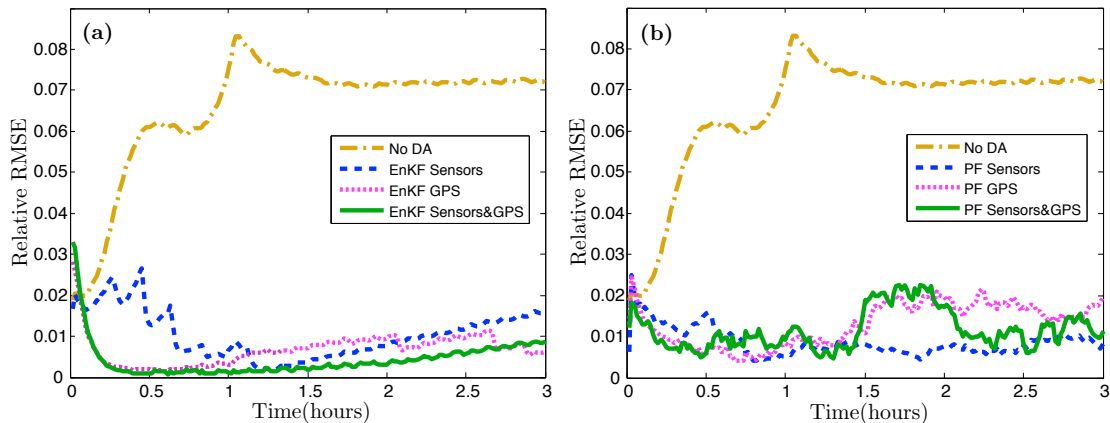 (a)
Relative RMSE
0.08
0.07
0.06
0.05
0.04
0.03
0.02
0.01
0
No DA
EnKF Sensors
EnKF GPS
EnKF Sensors&GPS
0 0.5 1 1.5 2 2.5 3
Time(hours)
(b)
Relative RMSE
0.08
0.07
0.06
0.05
0.04
0.03
0.02
0.01
0
No DA
PF Sensors
PF GPS
PF Sensors&GPS
0 0.5 1 1.5 2 2.5 3
Time(hours)